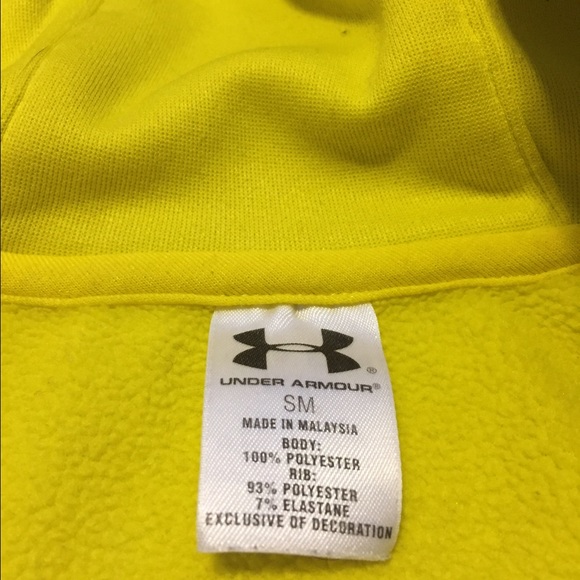 ®
UNDER ARMOUR®
SM
MADE IN MALAYSIA
BODY:
100% POLYESTER
RIB:
93% POLYESTER
7% ELASTANE
EXCLUSIVE OF DECORATION